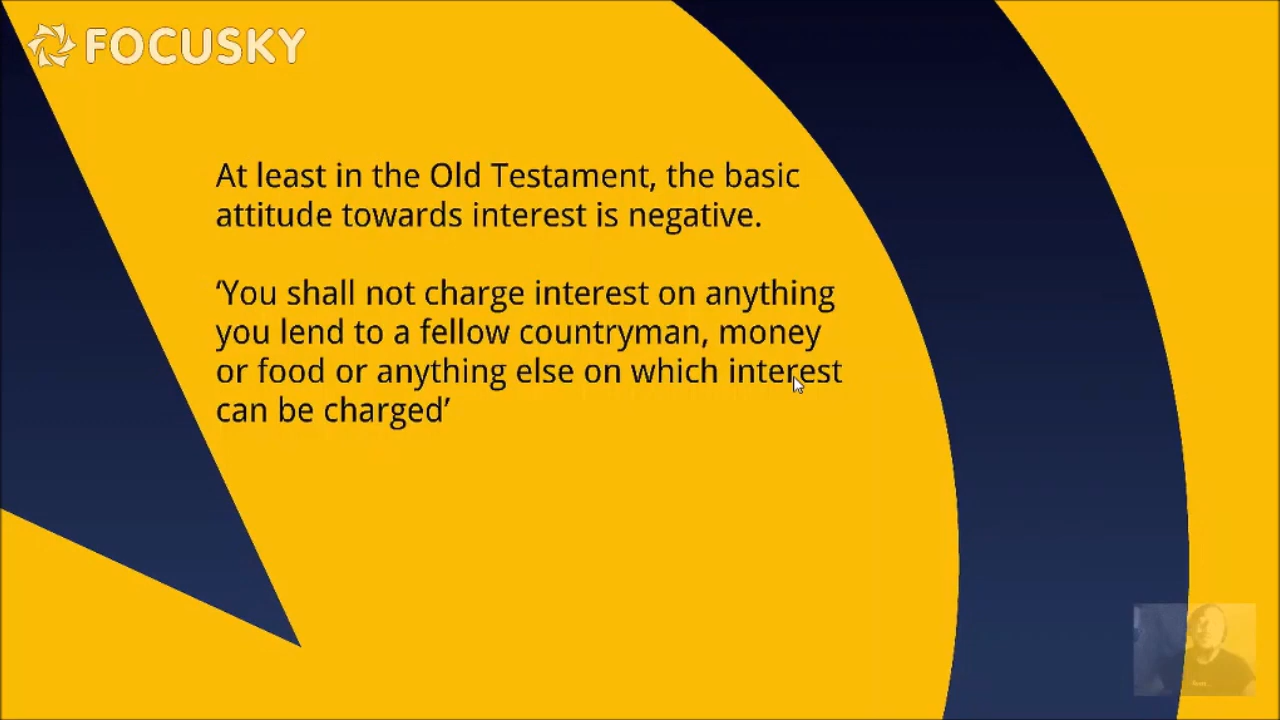 FOCUSKY
At least in the Old Testament, the basic
attitude towards interest is negative.
‘You shall not charge interest on anything
you lend to a fellow countryman, money
or food or anything else on which interest
can be charged’